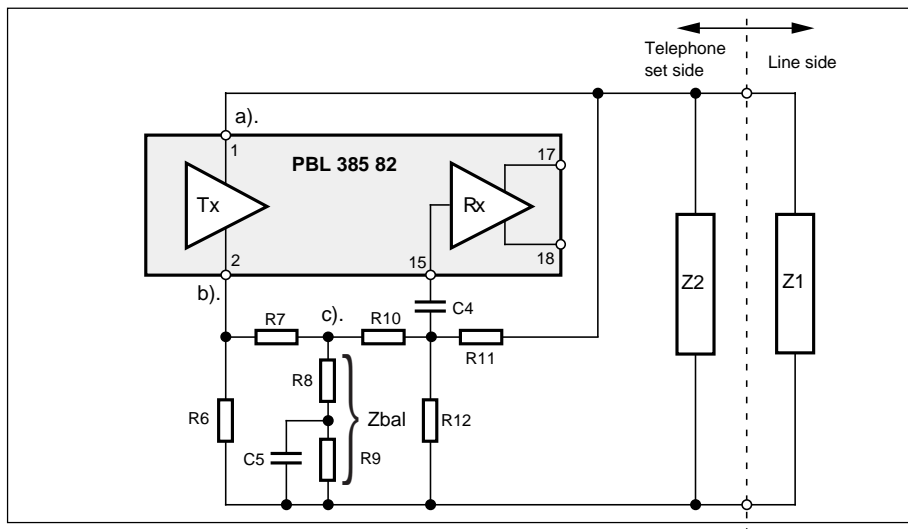 Telephone
set side
Line side
a).
1
PBL 385 82
17
Tx
Rx
2
15
18
b).
Z2
Z1
R7
c).
R10
C4
R11
R8
R6
Zbal
R12
C5
R9